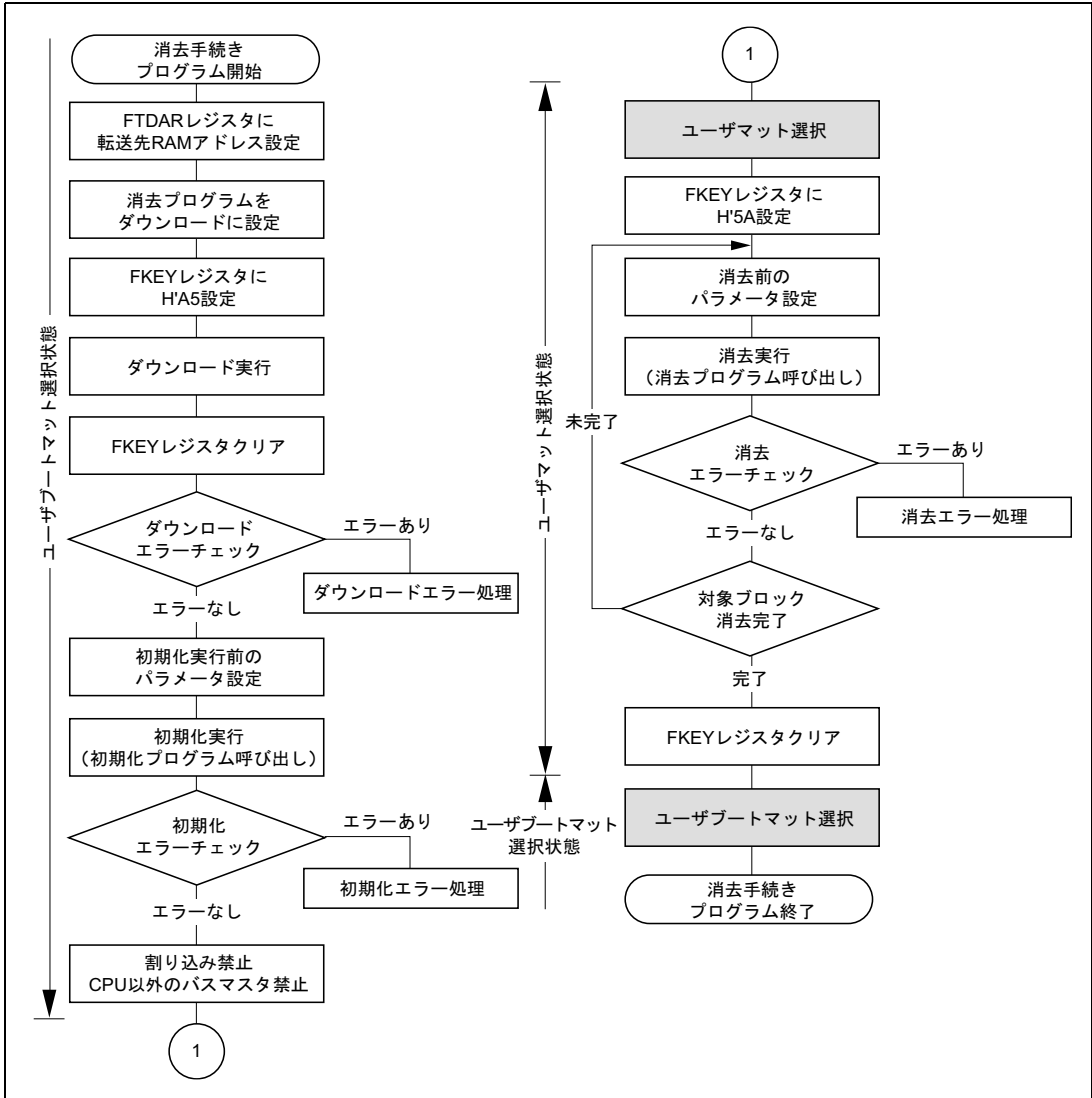 消去手続き
プログラム開始
FTDARレジスタに
転送先RAMアドレス設定
消去プログラムを
ダウンロードに設定
FKEYレジスタに
H'A5設定
ダウンロード実行
FKEYレジスタクリア
ダウンロード
エラーチェック
エラーあり
ダウンロードエラー処理
エラーなし
初期化実行前の
パラメータ設定
初期化実行
（初期化プログラム呼び出し）
初期化
エラーチェック
エラーあり
初期化エラー処理
エラーなし
割り込み禁止
CPU以外のバスマスタ禁止
1
ユーザブートマット選択状態
1
ユーザマット選択
FKEYレジスタに
H'5A設定
消去前の
パラメータ設定
消去実行
（消去プログラム呼び出し）
未完了
消去
エラーチェック
エラーあり
消去エラー処理
エラーなし
対象ブロック
消去完了
完了
FKEYレジスタクリア
ユーザブートマット選択
消去手続き
プログラム終了
ユーザマット選択状態
ユーザブートマット
選択状態